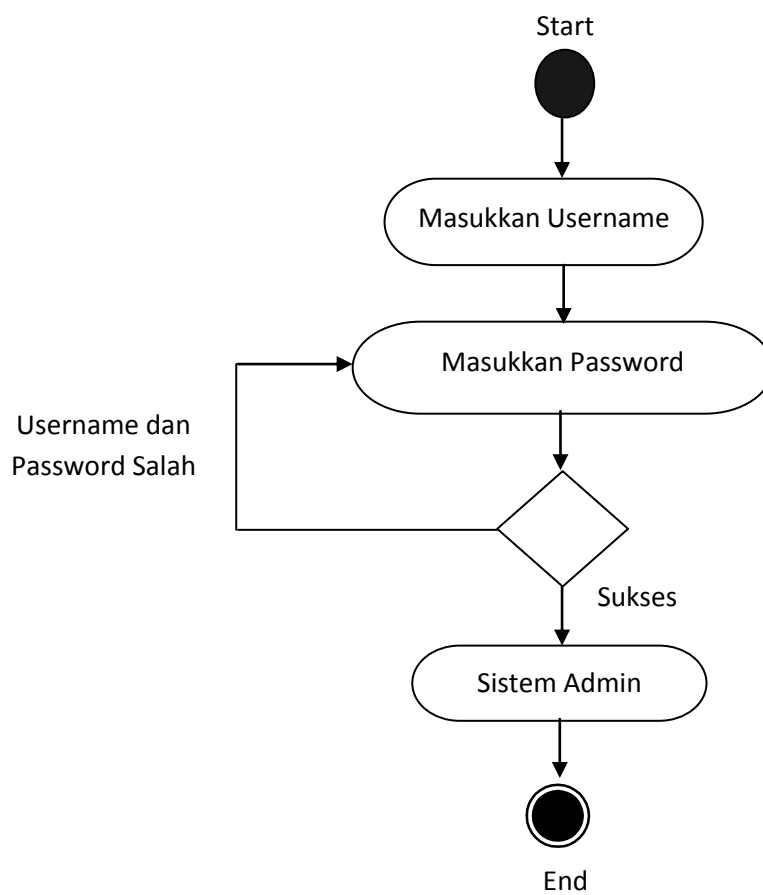 Start
Masukkan Username
Masukkan Password
Username dan
Password Salah
Sukses
Sistem Admin
End